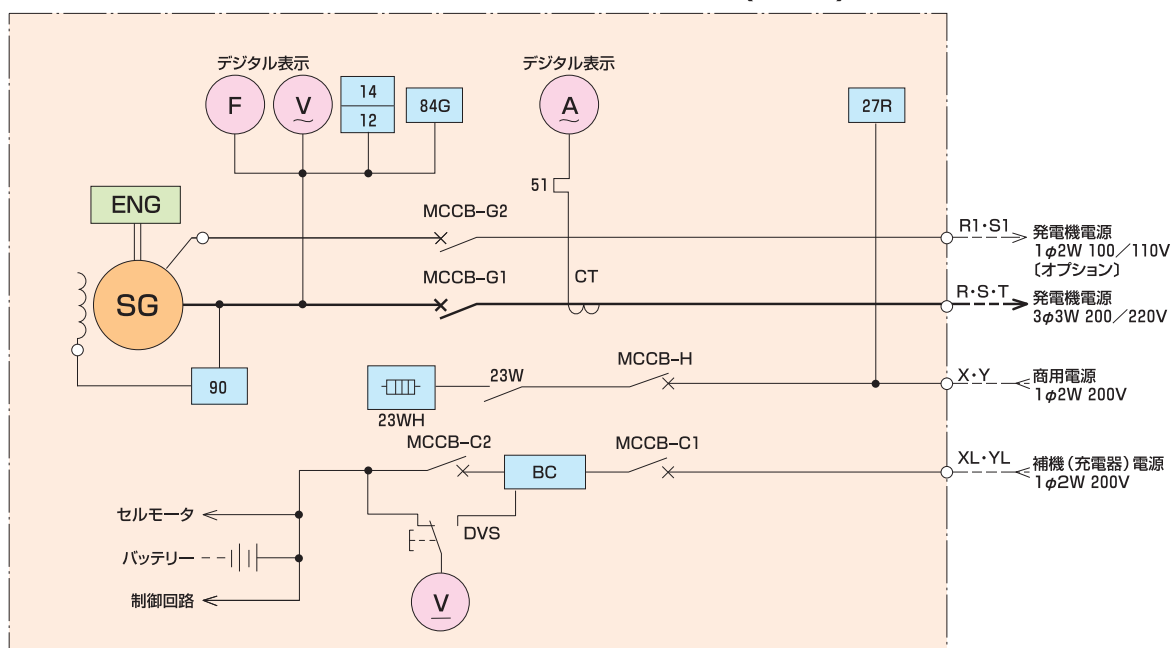 デジタル表示
デジタル表示
F
V
14
12
84G
A
27R
51
ENG
MCCB-G2
R1・S1
発電機電源
1φ2W 100／110V
〔オプション〕
SG
MCCB-G1
CT
R・S・T
発電機電源
3φ3W 200／220V
90
23WH
23W
MCCB-H
X・Y
商用電源
1φ2W 200V
MCCB-C2
BC
MCCB-C1
XL・YL
補機（充電器）電源
1φ2W 200V
セルモータ
DVS
バッテリー
制御回路
V